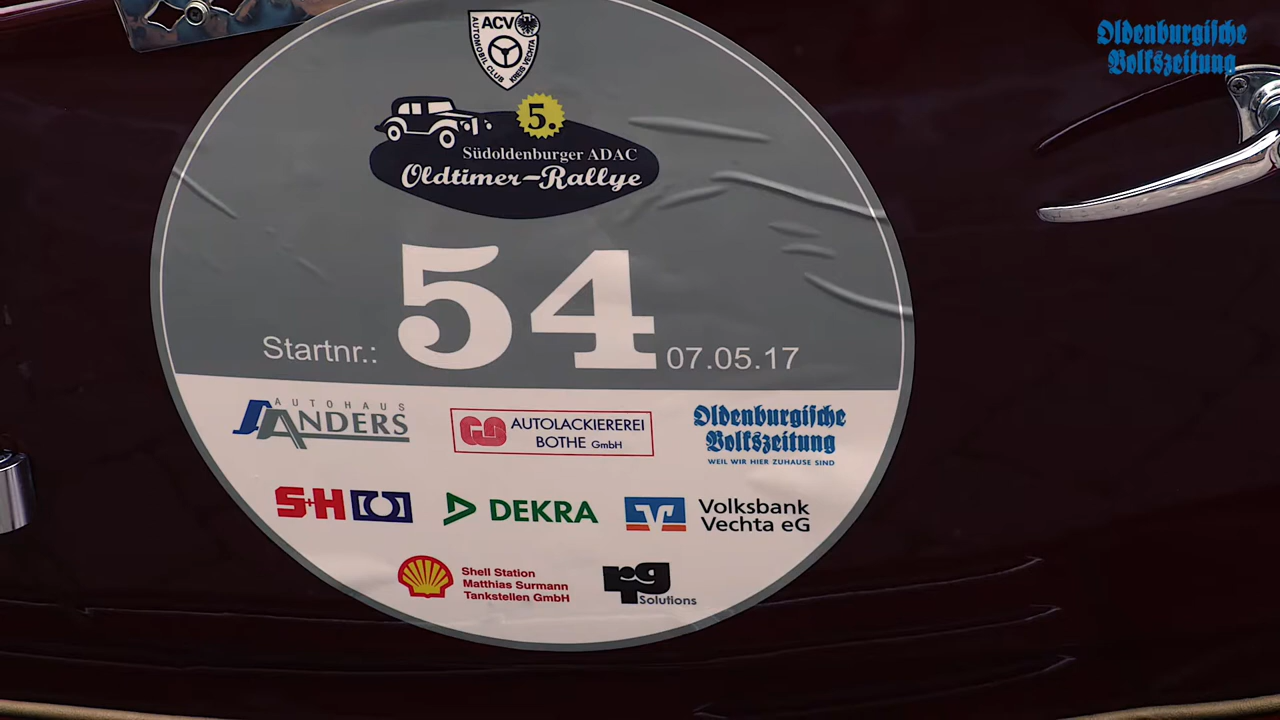 Oldenburgische
Volkszeitung
ACV
AUTOMOBIL CLUB KREIS VECHTA
5.
Südoldenburger ADAC
Oldtimer-Rallye
Startnr.: 54 07.05.17
AUTOHAUS
SANDERS
AUTOLACKIEREREI
BOTHE GmbH
Oldenburgische
Volkszeitung
WEIL WIR HIER ZUHAUSE SIND
S+H
DEKRA
Volksbank
Vechta eG
Shell Station
Matthias Surmann
Tankstellen GmbH
rpg
Solutions